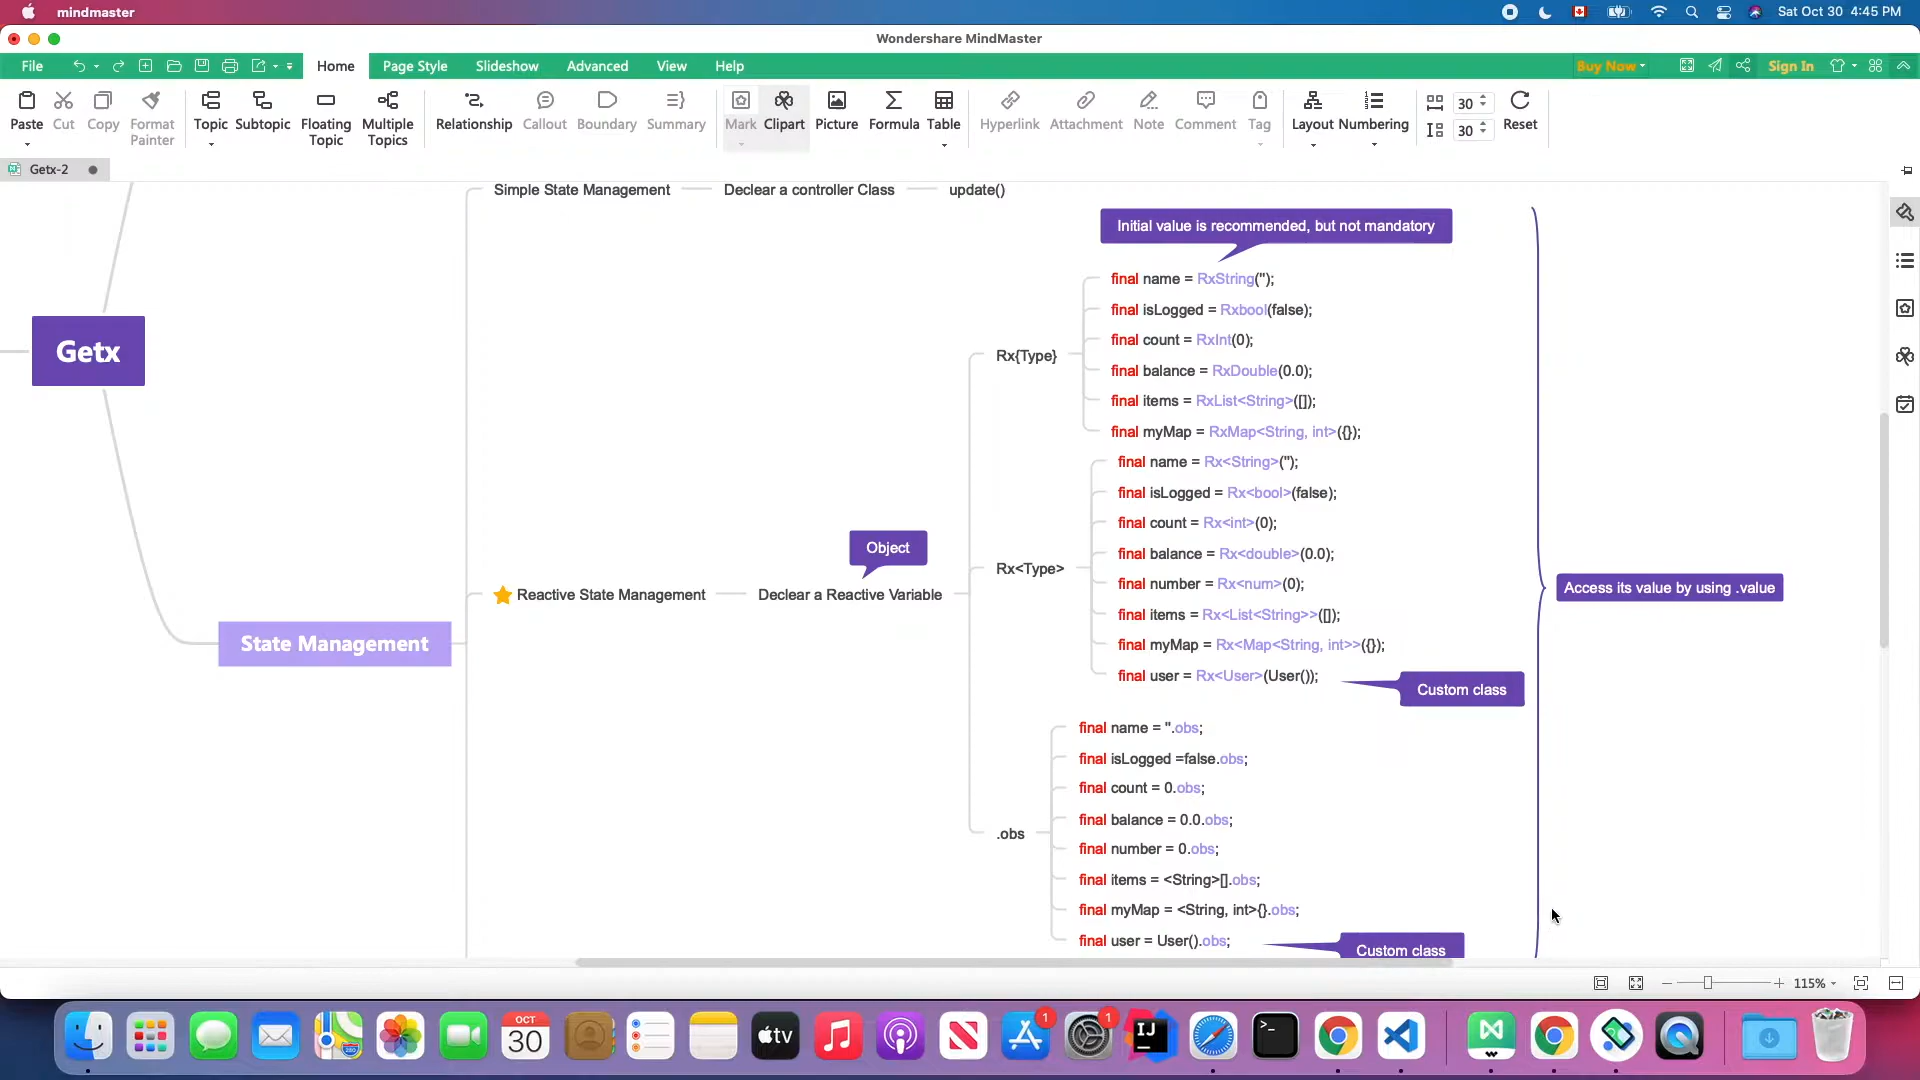 mindmaster
Sat Oct 30 4:45 PM
Wondershare MindMaster
File
Home
Page Style
Slideshow
Advanced
View
Help
Buy Now
Sign In
Paste
Cut
Copy
Format Painter
Topic
Subtopic
Floating Topic
Multiple Topics
Relationship
Callout
Boundary
Summary
Mark
Clipart
Picture
Formula
Table
Hyperlink
Attachment
Note
Comment
Tag
Layout
Numbering
30
30
Reset
Getx-2
Simple State Management
Declear a controller Class
update()
Initial value is recommended, but not mandatory
final name = RxString('');
final isLogged = Rxbool(false);
final count = RxInt(0);
Getx
Rx{Type}
final balance = RxDouble(0.0);
final items = RxList<String>([]);
final myMap = RxMap<String, int>({});
final name = Rx<String>('');
final isLogged = Rx<bool>(false);
final count = Rx<int>(0);
Object
final balance = Rx<double>(0.0);
Rx<Type>
final number = Rx<num>(0);
Reactive State Management
Declear a Reactive Variable
Access its value by using .value
final items = Rx<List<String>>([]);
State Management
final myMap = Rx<Map<String, int>>({});
final user = Rx<User>(User());
Custom class
final name = ''.obs;
final isLogged =false.obs;
final count = 0.obs;
final balance = 0.0.obs;
.obs
final number = 0.obs;
final items = <String>[].obs;
final myMap = <String, int>{}.obs;
final user = User().obs;
Custom class
115%
OCT
30
tv
1
1
IJ